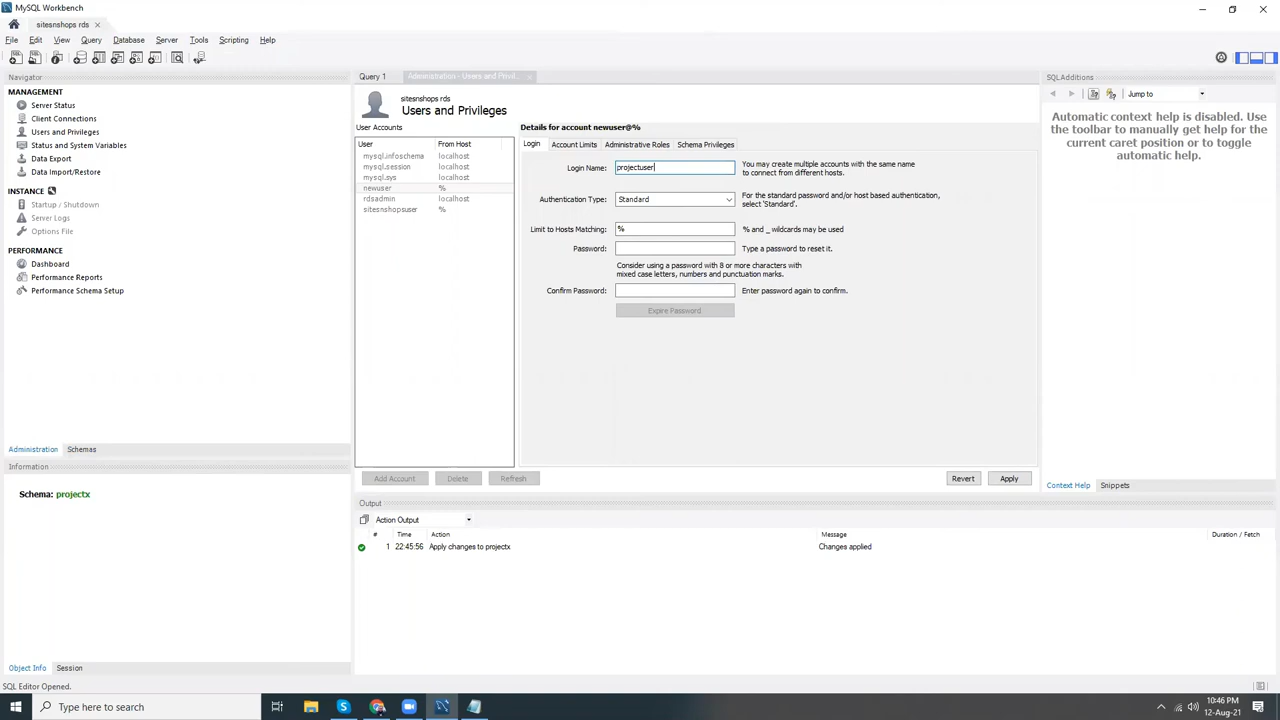 MySQL Workbench
sitesnshops rds
File Edit View Query Database Server Tools Scripting Help
Navigator
MANAGEMENT
Server Status
Client Connections
Users and Privileges
Status and System Variables
Data Export
Data Import/Restore
INSTANCE
Startup / Shutdown
Server Logs
Options File
PERFORMANCE
Dashboard
Performance Reports
Performance Schema Setup
Administration Schemas
Information
Schema: projectx
Object Info Session
SQL Editor Opened.
Query 1 Administration - Users and Privil...
sitesnshops rds
Users and Privileges
User Accounts
User From Host
mysql.infoschema localhost
mysql.session localhost
mysql.sys localhost
newuser %
rdsadmin localhost
sitesnshopsuser %
Add Account Delete Refresh
Details for account newuser@%
Login Account Limits Administrative Roles Schema Privileges
Login Name: projectuser You may create multiple accounts with the same name
to connect from different hosts.
Authentication Type: Standard For the standard password and/or host based authentication,
select 'Standard'.
Limit to Hosts Matching: % % and _ wildcards may be used
Password: Type a password to reset it.
Consider using a password with 8 or more characters with
mixed case letters, numbers and punctuation marks.
Confirm Password: Enter password again to confirm.
Expire Password
Revert Apply
Output
Action Output
# Time Action Message Duration / Fetch
1 22:45:56 Apply changes to projectx Changes applied
SQLAdditions
Jump to
Automatic context help is disabled. Use
the toolbar to manually get help for the
current caret position or to toggle
automatic help.
Context Help Snippets
Type here to search
10:46 PM
12-Aug-21